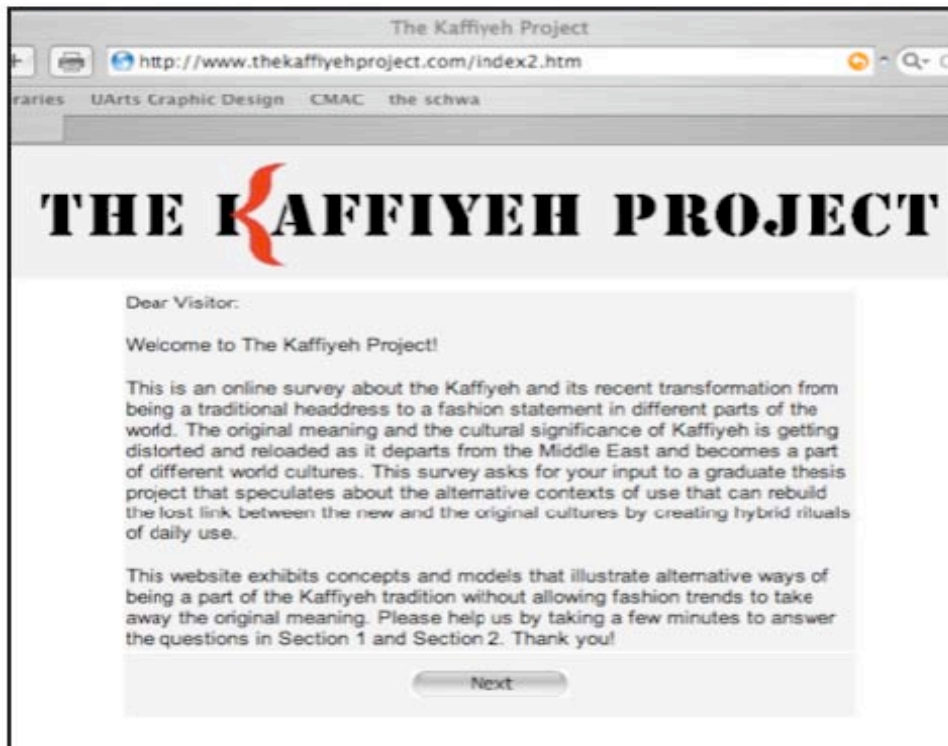 The Kaffiyeh Project
http://www.thekaffiyehproject.com/index2.htm
raries UArts Graphic Design CMAC the schwa
THE KAFFIYEH PROJECT
Dear Visitor:
Welcome to The Kaffiyeh Project!
This is an online survey about the Kaffiyeh and its recent transformation from
being a traditional headdress to a fashion statement in different parts of the
world. The original meaning and the cultural significance of Kaffiyeh is getting
distorted and reloaded as it departs from the Middle East and becomes a part
of different world cultures. This survey asks for your input to a graduate thesis
project that speculates about the alternative contexts of use that can rebuild
the lost link between the new and the original cultures by creating hybrid rituals
of daily use.
This website exhibits concepts and models that illustrate alternative ways of
being a part of the Kaffiyeh tradition without allowing fashion trends to take
away the original meaning. Please help us by taking a few minutes to answer
the questions in Section 1 and Section 2. Thank you!
Next